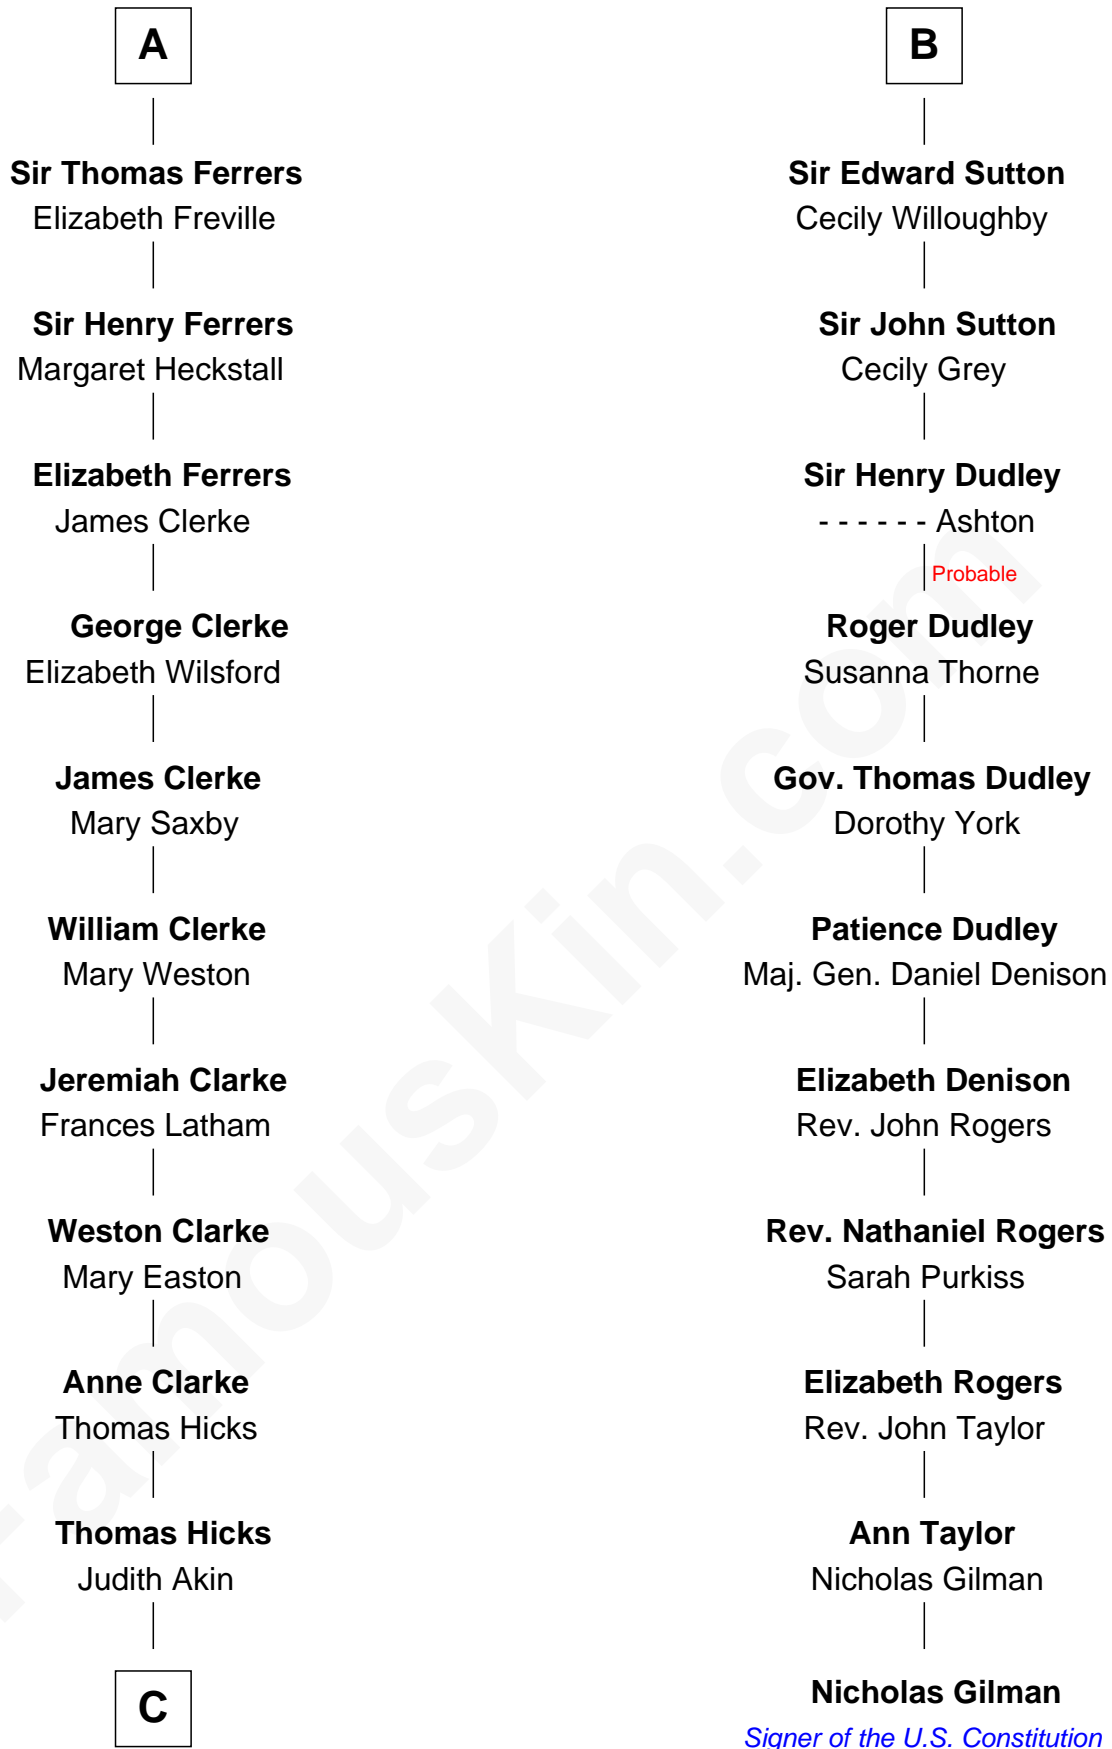 A
Sir Thomas Ferrers
Elizabeth Freville
Sir Henry Ferrers
Margaret Heckstall
Elizabeth Ferrers
James Clerke
George Clerke
Elizabeth Wilsford
James Clerke
Mary Saxby
William Clerke
Mary Weston
Jeremiah Clarke
Frances Latham
Weston Clarke
Mary Easton
Anne Clarke
Thomas Hicks
Thomas Hicks
Judith Akin
C
B
Sir Edward Sutton
Cecily Willoughby
Sir John Sutton
Cecily Grey
Sir Henry Dudley
- - - - - - Ashton
Probable
Roger Dudley
Susanna Thorne
Gov. Thomas Dudley
Dorothy York
Patience Dudley
Maj. Gen. Daniel Denison
Elizabeth Denison
Rev. John Rogers
Rev. Nathaniel Rogers
Sarah Purkiss
Elizabeth Rogers
Rev. John Taylor
Ann Taylor
Nicholas Gilman
Nicholas Gilman
Signer of the U.S. Constitution
FamousKin.com